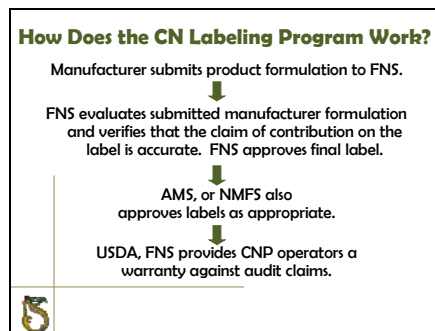 How Does the CN Labeling Program Work?
Manufacturer submits product formulation to FNS.
FNS evaluates submitted manufacturer formulation
and verifies that the claim of contribution on the
label is accurate.  FNS approves final label.
AMS, or NMFS also
approves labels as appropriate.
USDA, FNS provides CNP operators a
warranty against audit claims.